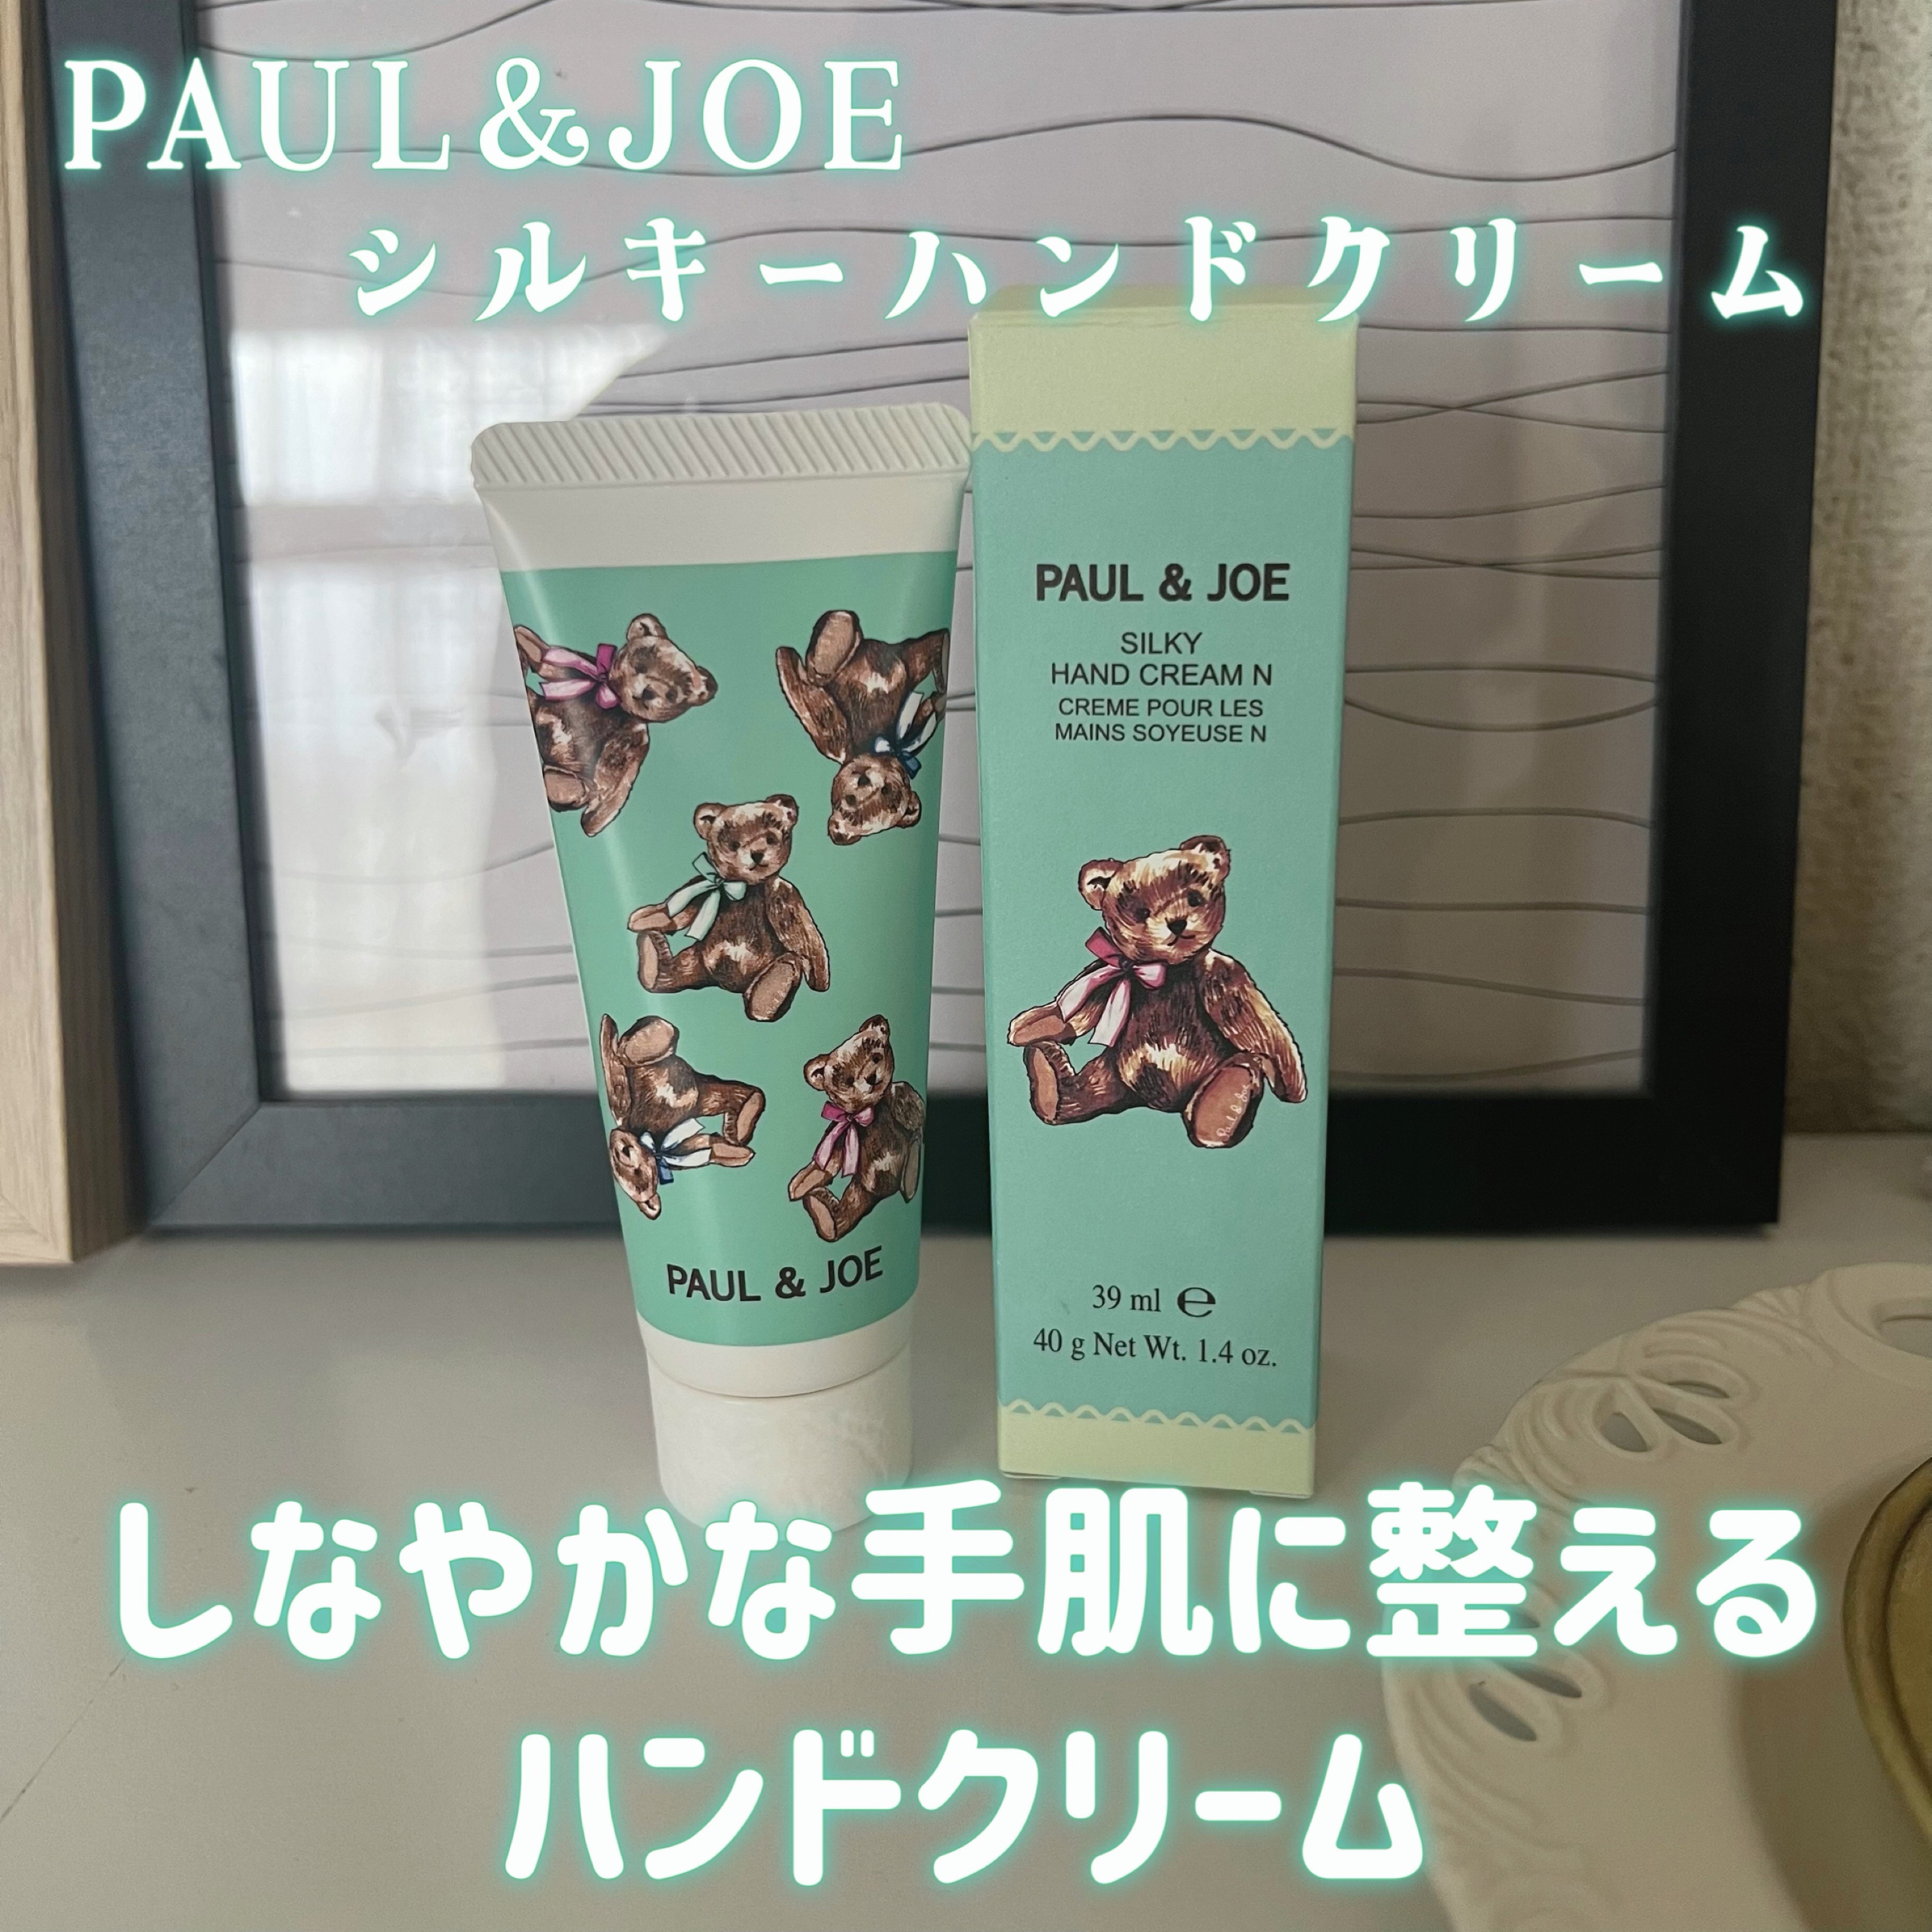 PAUL&JOE
シルキーハンドクリーム
PAUL & JOE
SILKY
HAND CREAM N
CREME POUR LES
MAINS SOYEUSE N
Paul & Joe
39 ml ℮
40 g Net Wt. 1.4 oz.
PAUL & JOE
しなやかな手肌に整える
ハンドクリーム